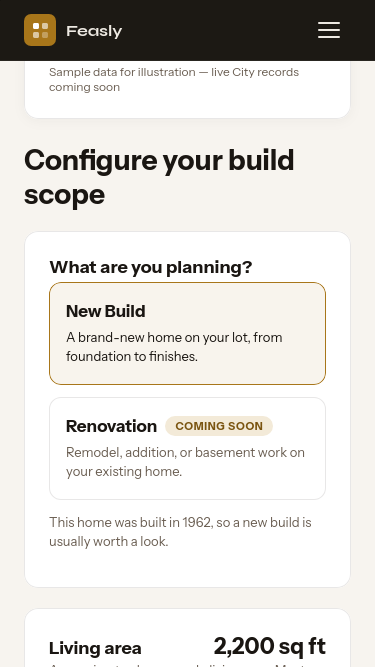 Feasly
Sample data for illustration — live City records
coming soon
Configure your build
scope
What are you planning?
New Build
A brand-new home on your lot, from
foundation to finishes.
Renovation COMING SOON
Remodel, addition, or basement work on
your existing home.
This home was built in 1962, so a new build is
usually worth a look.
Living area 2,200 sq ft